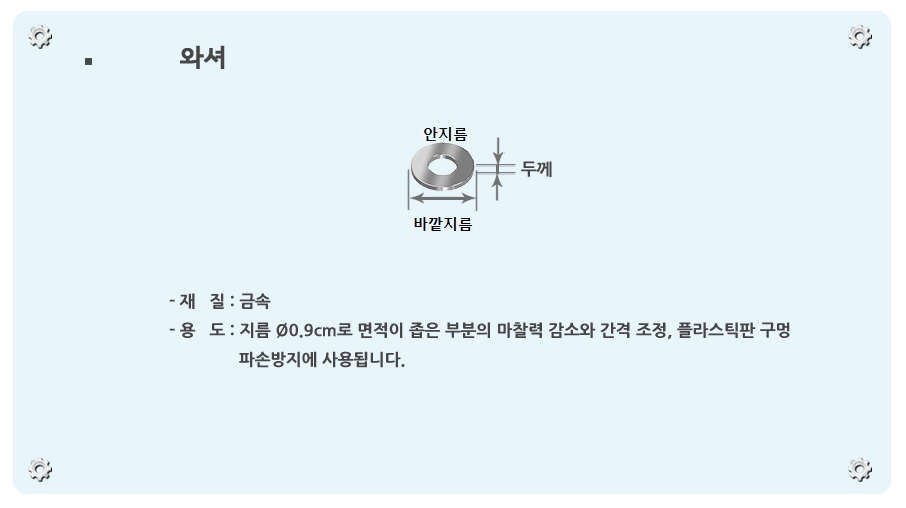 ▪ 와셔
안지름
두께
바깥지름
- 재 질 : 금속
- 용 도 : 지름 Ø0.9cm로 면적이 좁은 부분의 마찰력 감소와 간격 조정, 플라스틱판 구멍
파손방지에 사용됩니다.